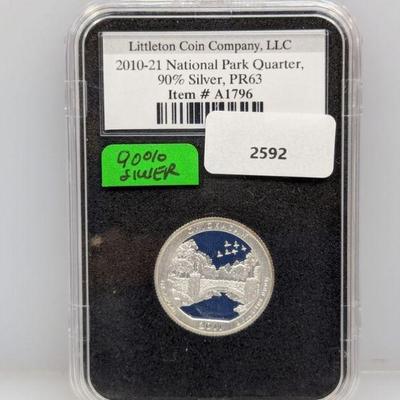 Littleton Coin Company, LLC
2010-21 National Park Quarter,
90% Silver, PR63
Item # A1796
2592
90%
SILVER